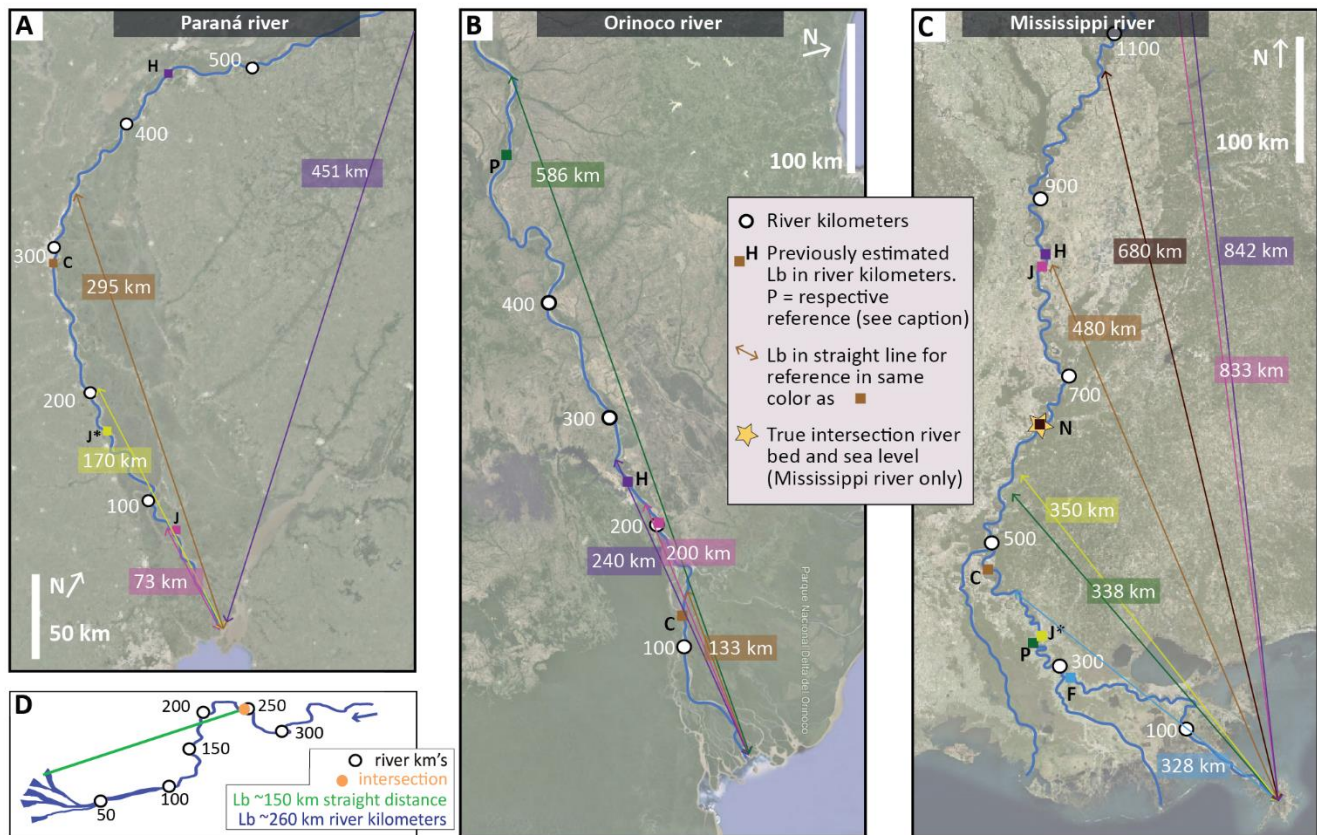 A
Paraná river
500
H
400
451 km
300
C
295 km
200
J*
170 km
100
J
73 km
N
50 km
B
Orinoco river
N
100 km
P
586 km
400
300
H
200
240 km
200 km
C
100
133 km
Parque Nacional Delta del Orinoco
River kilometers
H Previously estimated
Lb in river kilometers.
P = respective
reference (see caption)
Lb in straight line for
reference in same
color as
True intersection river
bed and sea level
(Mississippi river only)
C
Mississippi river
1100
N
100 km
900
H
J
680 km
842 km
480 km
833 km
700
N
350 km
500
C
338 km
J*
P
300
F
100
328 km
D
200
250
300
150
100
50
river km's
intersection
Lb ~150 km straight distance
Lb ~260 km river kilometers